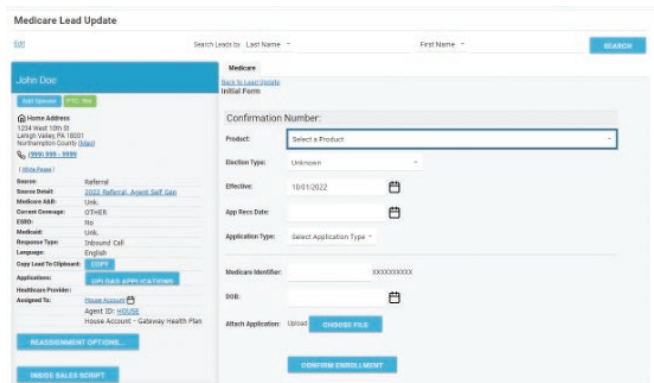 Medicare Lead Update
Edit
Search Leads by Last Name
First Name
SEARCH
John Doe
Add Spouse
PTC: Yes
Home Address
1234 West 10th St
Lehigh Valley, PA 18001
Northampton County (Map)
(999) 999 - 9999
Source: Referral
Source Detail: 2022 Referral, Agent Self Gen
Medicare A&B: Unk.
Current Coverage: OTHER
ESRD: No
Medicaid: Unk.
Response Type: Inbound Call
Language: English
Copy Lead To Clipboard: COPY
Applications: UPLOAD APPLICATIONS
Healthcare Provider:
Assigned To: House Account
Agent ID: HOUSE
House Account - Gateway Health Plan
REASSIGNMENT OPTIONS...
INSIDE SALES SCRIPT
Medicare
Back to Lead Update
Initial Form
Confirmation Number:
Product: Select a Product
Election Type: Unknown
Effective: 10/01/2022
App Recs Date:
Application Type: Select Application Type
Medicare Identifier: XXXXXXXXXX
DOB:
Attach Application: Upload CHOOSE FILE
CONFIRM ENROLLMENT